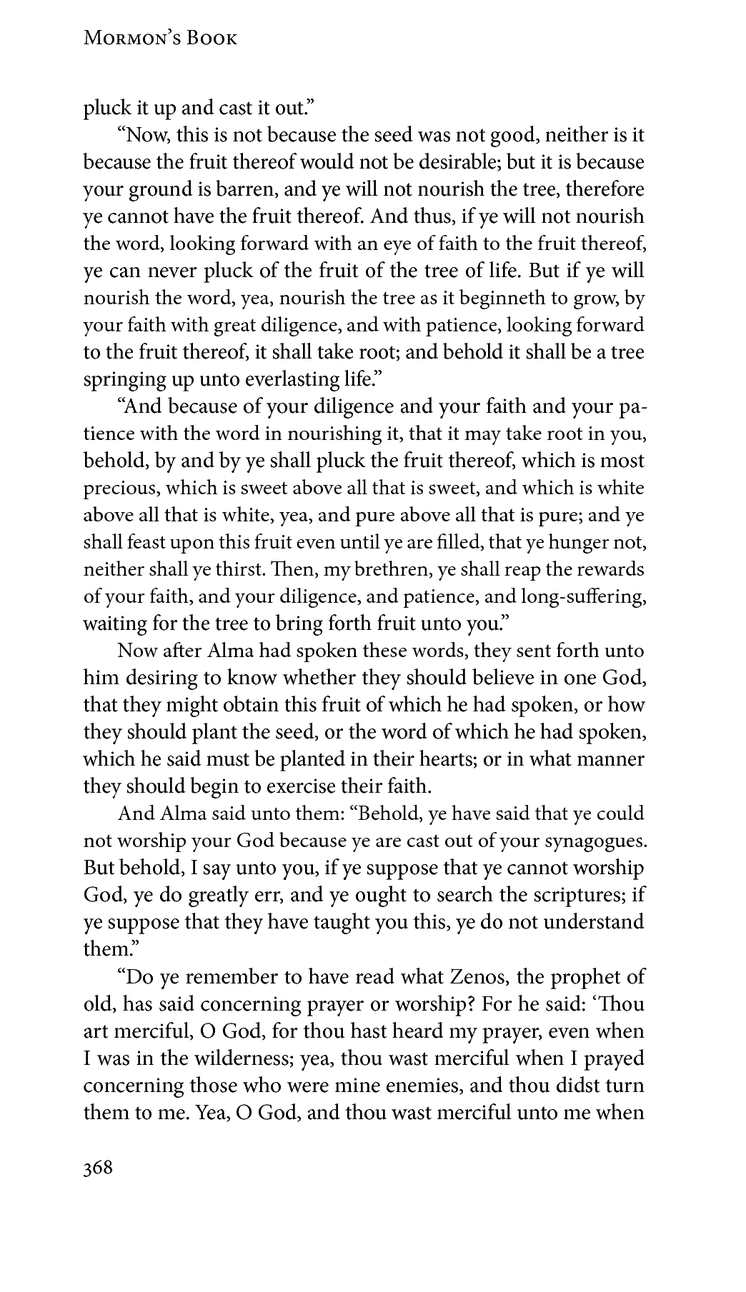 Mormon’s Book
pluck it up and cast it out.”
“Now, this is not because the seed was not good, neither is it
because the fruit thereof would not be desirable; but it is because
your ground is barren, and ye will not nourish the tree, therefore
ye cannot have the fruit thereof. And thus, if ye will not nourish
the word, looking forward with an eye of faith to the fruit thereof,
ye can never pluck of the fruit of the tree of life. But if ye will
nourish the word, yea, nourish the tree as it beginneth to grow, by
your faith with great diligence, and with patience, looking forward
to the fruit thereof, it shall take root; and behold it shall be a tree
springing up unto everlasting life.”
“And because of your diligence and your faith and your pa-
tience with the word in nourishing it, that it may take root in you,
behold, by and by ye shall pluck the fruit thereof, which is most
precious, which is sweet above all that is sweet, and which is white
above all that is white, yea, and pure above all that is pure; and ye
shall feast upon this fruit even until ye are filled, that ye hunger not,
neither shall ye thirst. Then, my brethren, ye shall reap the rewards
of your faith, and your diligence, and patience, and long-suffering,
waiting for the tree to bring forth fruit unto you.”
Now after Alma had spoken these words, they sent forth unto
him desiring to know whether they should believe in one God,
that they might obtain this fruit of which he had spoken, or how
they should plant the seed, or the word of which he had spoken,
which he said must be planted in their hearts; or in what manner
they should begin to exercise their faith.
And Alma said unto them: “Behold, ye have said that ye could
not worship your God because ye are cast out of your synagogues.
But behold, I say unto you, if ye suppose that ye cannot worship
God, ye do greatly err, and ye ought to search the scriptures; if
ye suppose that they have taught you this, ye do not understand
them.”
“Do ye remember to have read what Zenos, the prophet of
old, has said concerning prayer or worship? For he said: ‘Thou
art merciful, O God, for thou hast heard my prayer, even when
I was in the wilderness; yea, thou wast merciful when I prayed
concerning those who were mine enemies, and thou didst turn
them to me. Yea, O God, and thou wast merciful unto me when
368